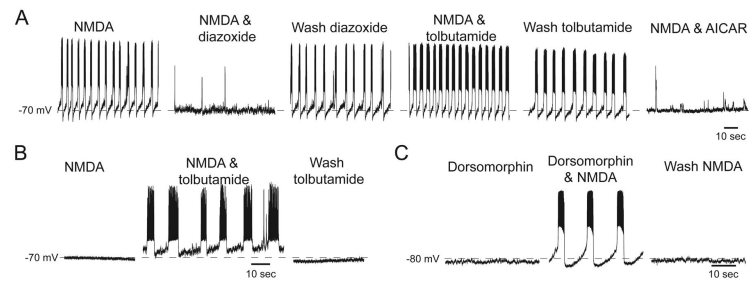 A
NMDA
NMDA &
diazoxide
Wash diazoxide
NMDA &
tolbutamide
Wash tolbutamide
NMDA & AICAR
-70 mV
10 sec
B
NMDA
NMDA &
tolbutamide
Wash
tolbutamide
-70 mV
10 sec
C
Dorsomorphin
Dorsomorphin
& NMDA
Wash NMDA
-80 mV
10 sec